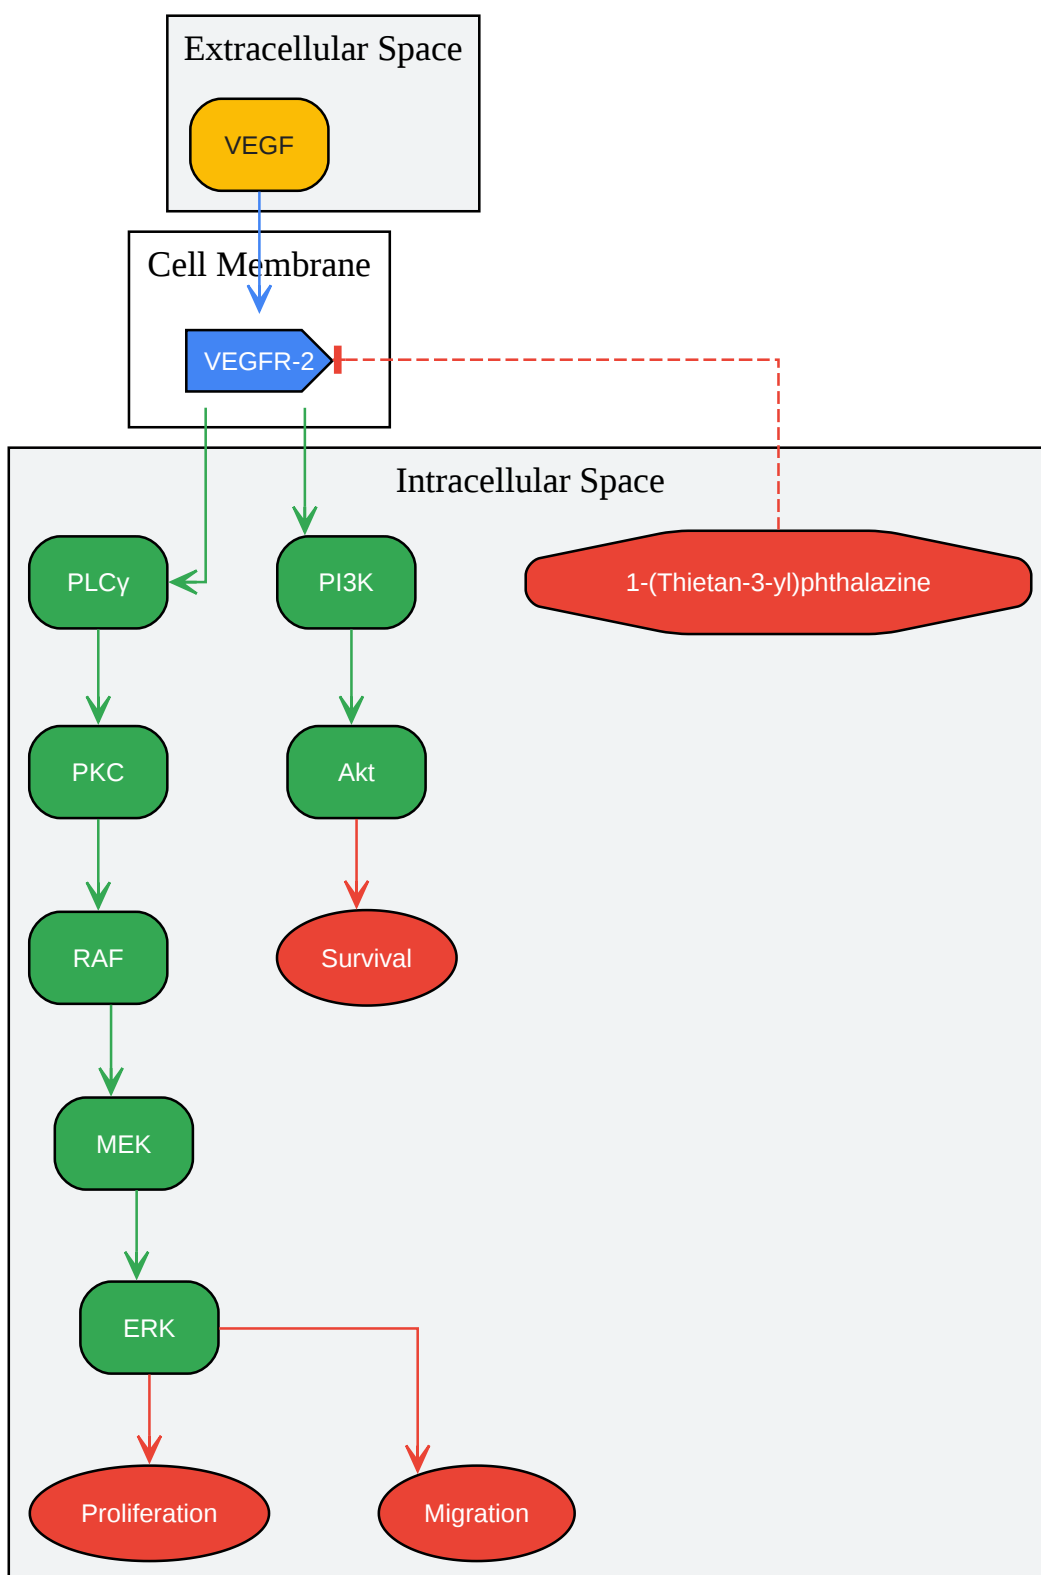 Extracellular Space
VEGF
Cell Membrane
VEGFR-2
Intracellular Space
PLCγ
PI3K
1-(Thietan-3-yl)phthalazine
PKC
Akt
RAF
Survival
MEK
ERK
Proliferation
Migration